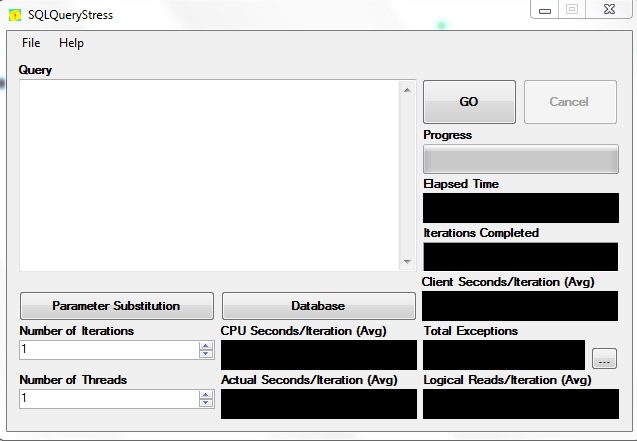 SQLQueryStress
File Help
Query
GO Cancel
Progress
Elapsed Time
Iterations Completed
Client Seconds/Iteration (Avg)
Parameter Substitution Database
Number of Iterations CPU Seconds/Iteration (Avg) Total Exceptions
1 ...
Number of Threads Actual Seconds/Iteration (Avg) Logical Reads/Iteration (Avg)
1